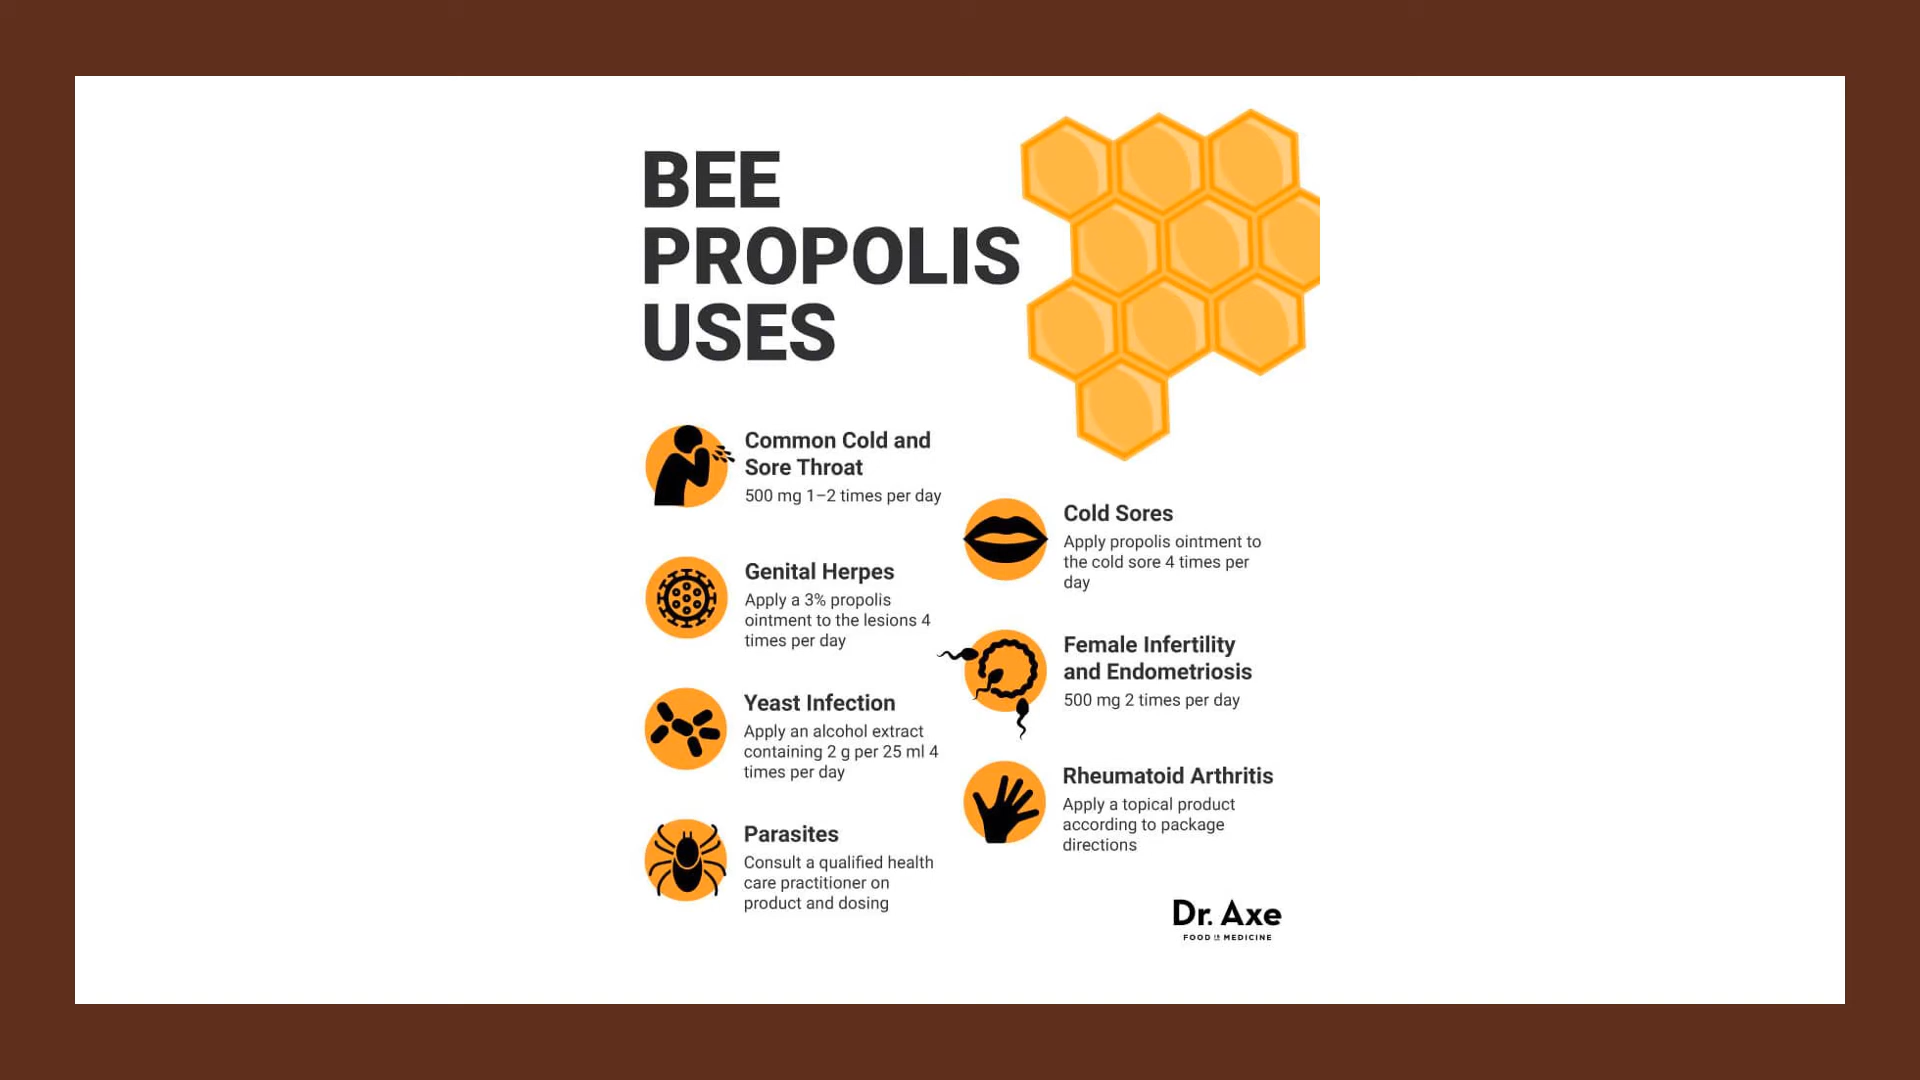 BEE
PROPOLIS
USES
Common Cold and
Sore Throat
500 mg 1–2 times per day
Genital Herpes
Apply a 3% propolis
ointment to the lesions 4
times per day
Yeast Infection
Apply an alcohol extract
containing 2 g per 25 ml 4
times per day
Parasites
Consult a qualified health
care practitioner on
product and dosing
Cold Sores
Apply propolis ointment to
the cold sore 4 times per
day
Female Infertility
and Endometriosis
500 mg 2 times per day
Rheumatoid Arthritis
Apply a topical product
according to package
directions
Dr. Axe
FOOD IS MEDICINE